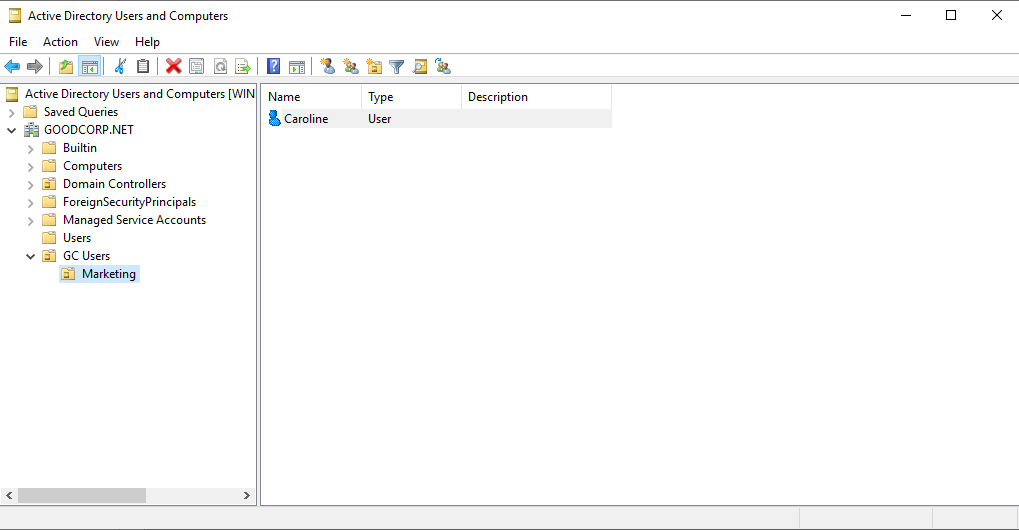 Active Directory Users and Computers
File Action View Help
Active Directory Users and Computers [WIN
Saved Queries
GOODCORP.NET
Builtin
Computers
Domain Controllers
ForeignSecurityPrincipals
Managed Service Accounts
Users
GC Users
Marketing
Name Type Description
Caroline User